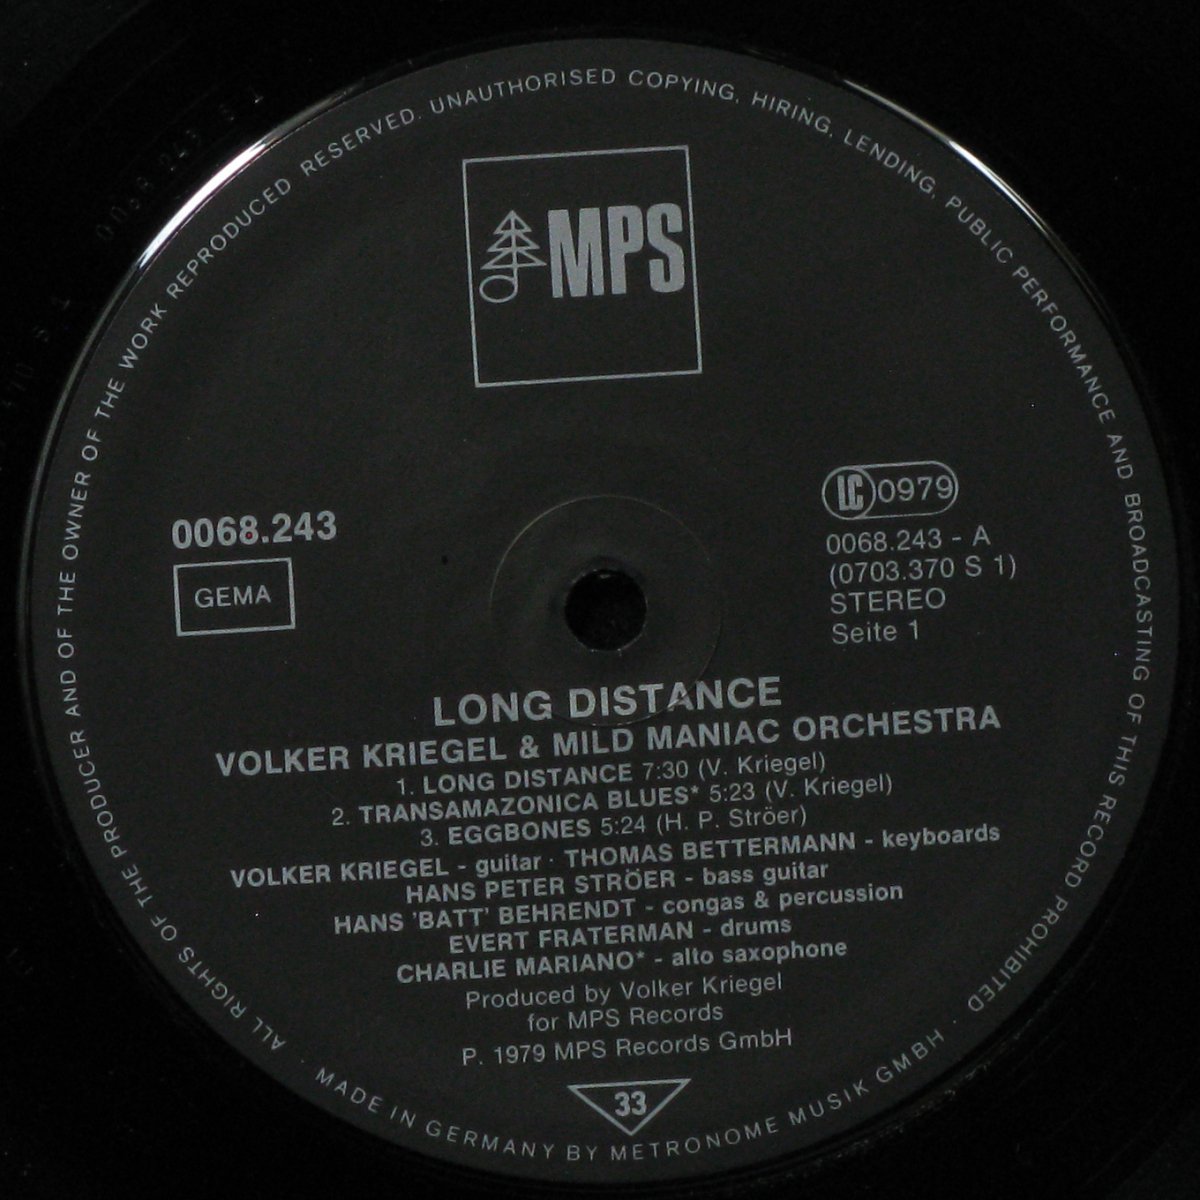 ALL RIGHTS OF THE PRODUCER AND OF THE OWNER OF THE WORK REPRODUCED RESERVED. UNAUTHORISED COPYING, HIRING, LENDING, PUBLIC PERFORMANCE AND BROADCASTING OF THIS RECORD PROHIBITED · MADE IN GERMANY BY METRONOME MUSIK GMBH ·
MPS
0068.243
GEMA
LC 0979
0068.243 - A
(0703.370 S 1)
STEREO
Seite 1
LONG DISTANCE
VOLKER KRIEGEL & MILD MANIAC ORCHESTRA
1. LONG DISTANCE 7:30 (V. Kriegel)
2. TRANSAMAZONICA BLUES* 5:23 (V. Kriegel)
3. EGGBONES 5:24 (H. P. Ströer)
VOLKER KRIEGEL - guitar · THOMAS BETTERMANN - keyboards
HANS PETER STRÖER - bass guitar
HANS 'BATT' BEHRENDT - congas & percussion
EVERT FRATERMAN - drums
CHARLIE MARIANO* - alto saxophone
Produced by Volker Kriegel
for MPS Records
P. 1979 MPS Records GmbH
33